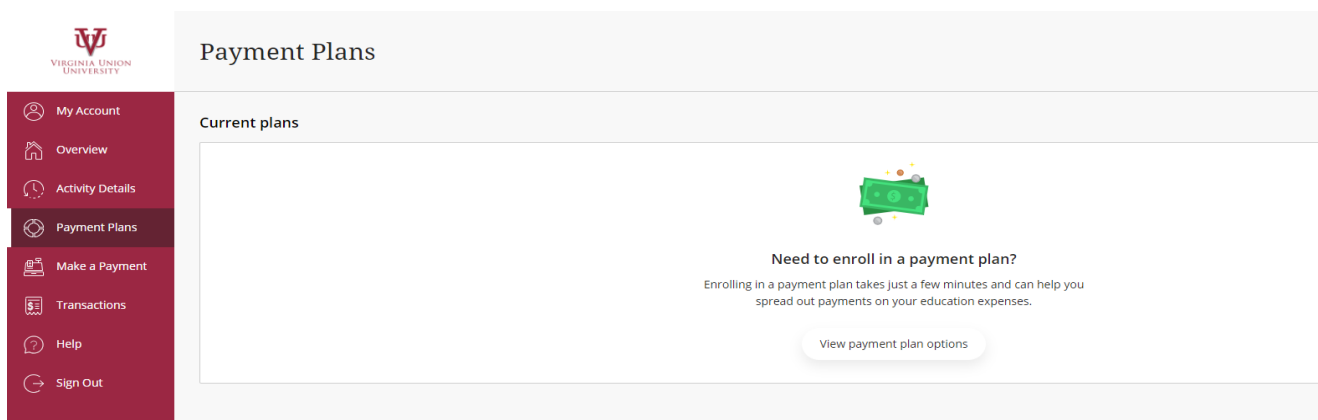 VIRGINIA UNION
UNIVERSITY
Payment Plans
My Account
Overview
Activity Details
Payment Plans
Make a Payment
Transactions
Help
Sign Out
Current plans
Need to enroll in a payment plan?
Enrolling in a payment plan takes just a few minutes and can help you
spread out payments on your education expenses.
View payment plan options